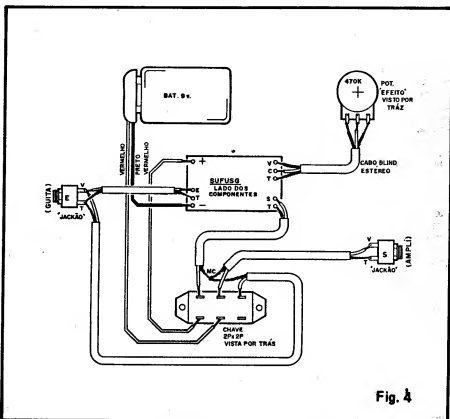 BAT. 9v.
470K
POT.
"EFEITO"
VISTO POR
TRÁZ
VERMELHO
PRETO
VERMELHO
+
V
C
T
CABO BLIND.
ESTEREO
SUFUSG
LADO DOS
COMPONENTES
E
T
-
S
T
(GUITA)
E
V
T
"JACKÃO"
MC
V
T
S
"JACKÃO"
(AMPLI)
CHAVE
2P x 2P
VISTA POR TRÁS
Fig. 4